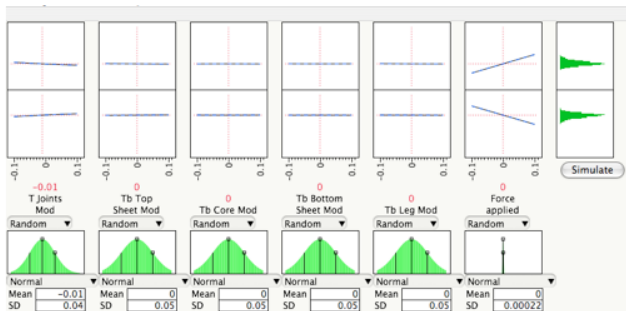 -0.1 0 0.1 -0.1 0 0.1 -0.1 0 0.1 -0.1 0 0.1 -0.1 0 0.1 -0.1 0 0.1
Simulate
-0.01 0 0 0 0 0
T Joints Tb Top Tb Bottom Force
Mod Sheet Mod Tb Core Mod Sheet Mod Tb Leg Mod applied
Random Random Random Random Random Random
Normal Normal Normal Normal Normal Normal
Mean -0.01 Mean 0 Mean 0 Mean 0 Mean 0 Mean 0
SD 0.04 SD 0.05 SD 0.05 SD 0.05 SD 0.05 SD 0.00022